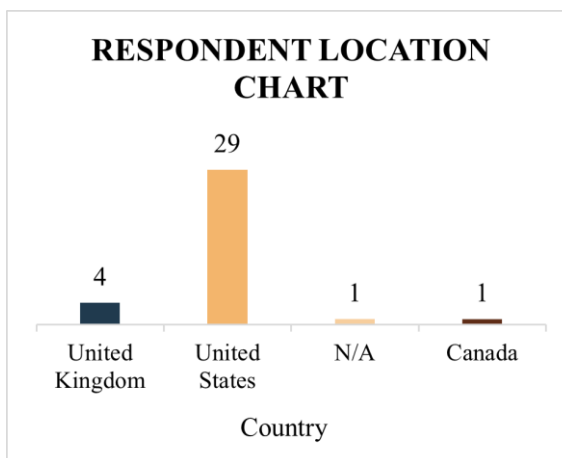 RESPONDENT LOCATION
CHART
29
4
1
1
United
Kingdom
United
States
N/A
Canada
Country